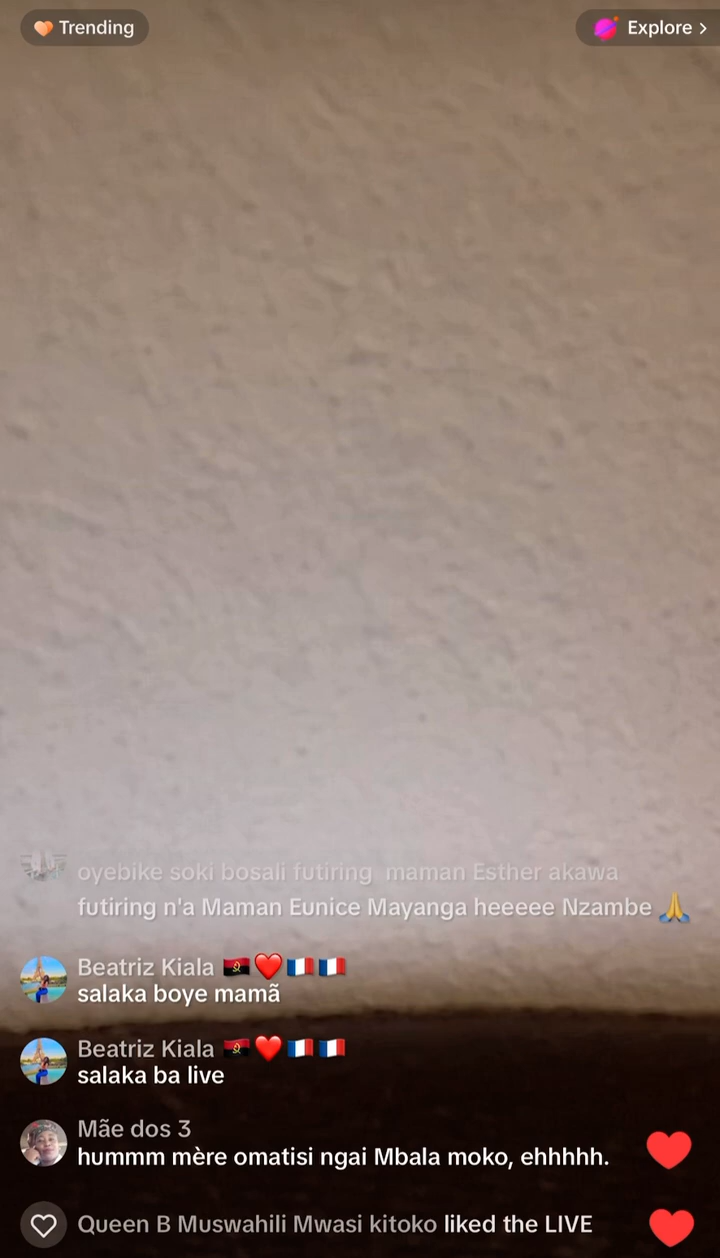 Trending
Explore >
oyebike soki bosali futiring maman Esther akawa
futiring n'a Maman Eunice Mayanga heeeee Nzambe 🙏
Beatriz Kiala 🇦🇴❤️🇫🇷🇫🇷
salaka boye mamã
Beatriz Kiala 🇦🇴❤️🇫🇷🇫🇷
salaka ba live
Mãe dos 3
hummm mère omatisi ngai Mbala moko, ehhhhh.
Queen B Muswahili Mwasi kitoko liked the LIVE